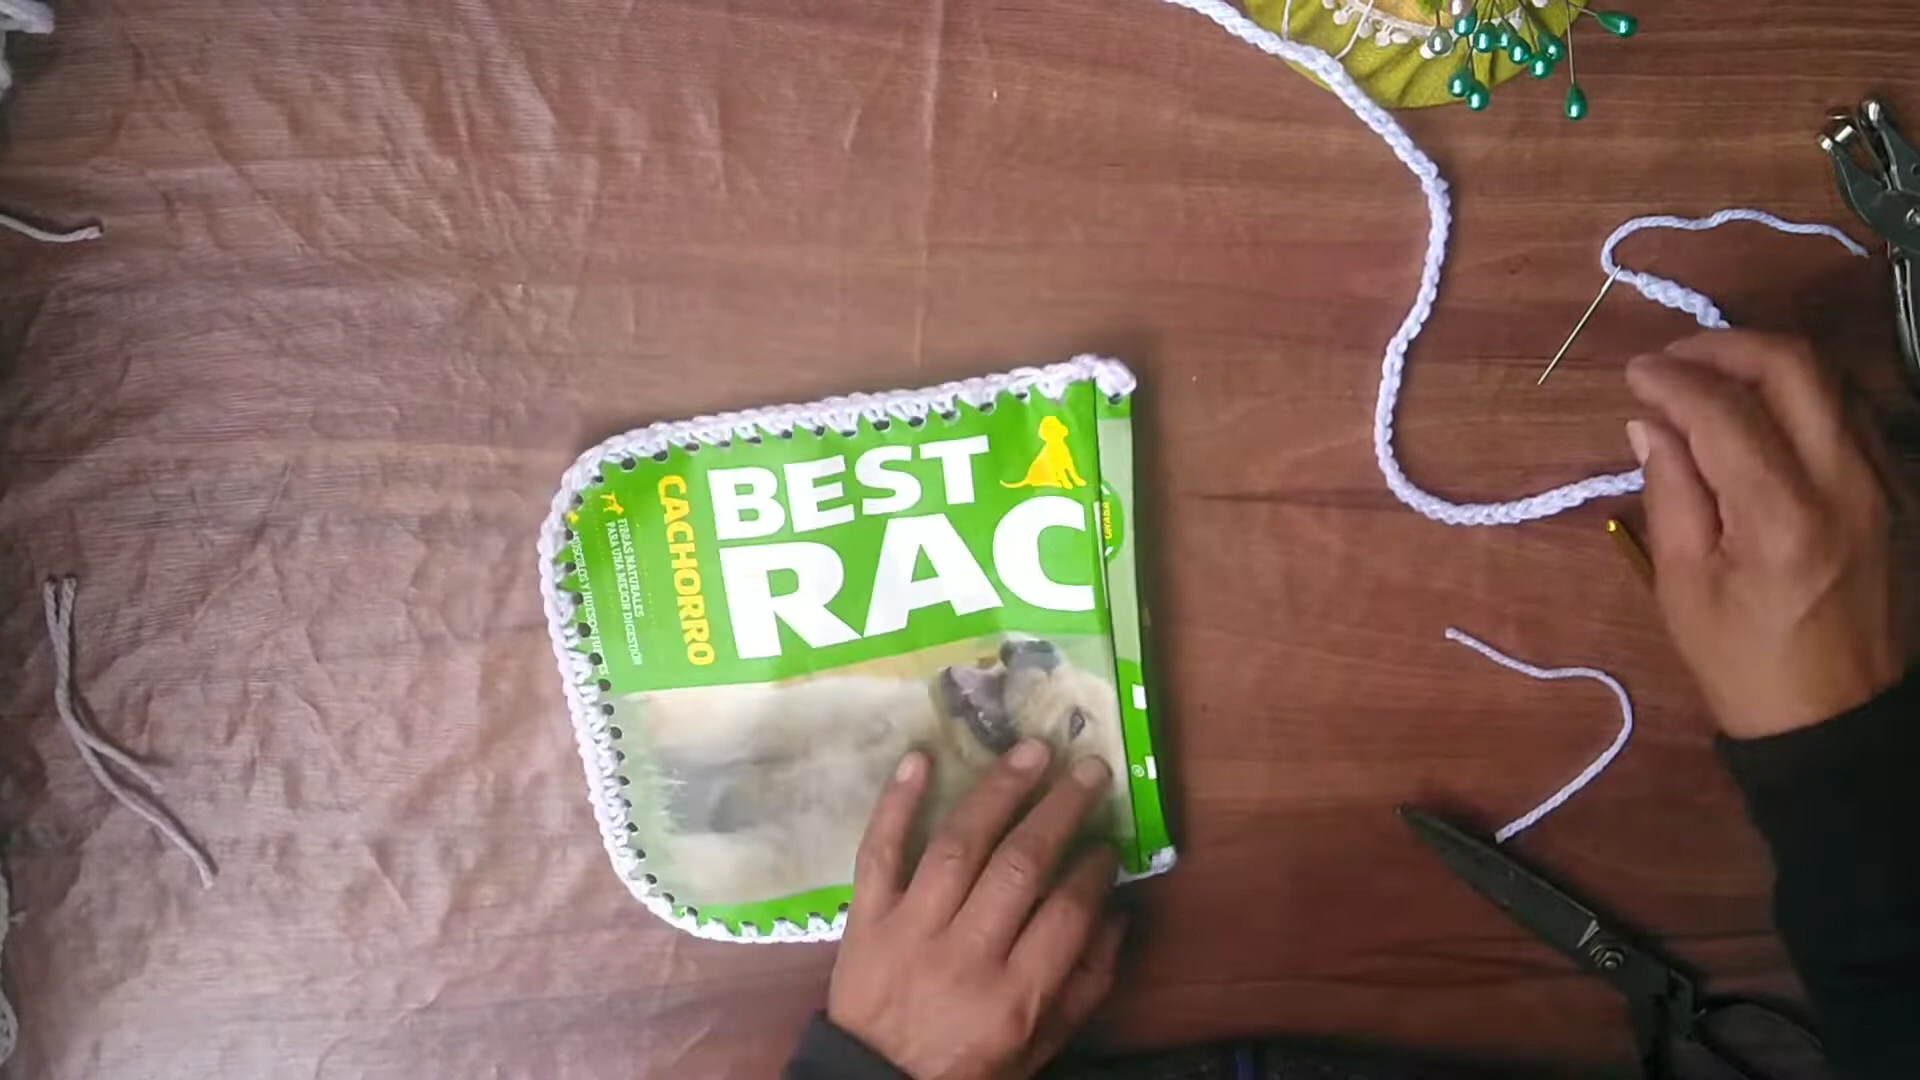 BEST
RAC
CACHORRO
FIBRAS NATURALES
PARA UNA MEJOR DIGESTIÓN